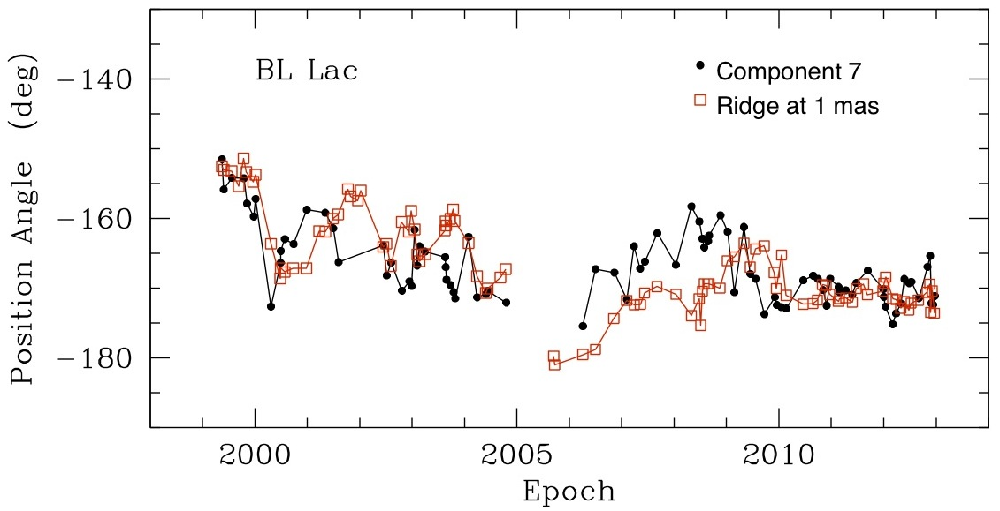 BL Lac
Component 7
Ridge at 1 mas
Position Angle (deg)
−140
−160
−180
2000
2005
2010
Epoch